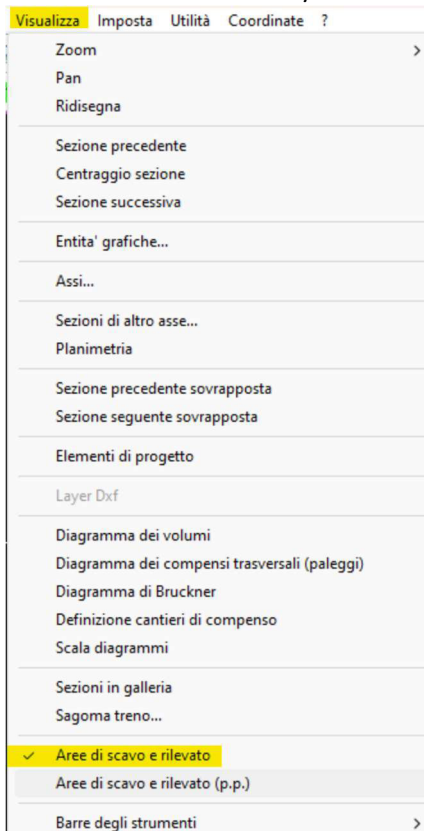 Visualizza Imposta Utilità Coordinate ?
Zoom
Pan
Ridisegna
Sezione precedente
Centraggio sezione
Sezione successiva
Entita' grafiche...
Assi...
Sezioni di altro asse...
Planimetria
Sezione precedente sovrapposta
Sezione seguente sovrapposta
Elementi di progetto
Layer Dxf
Diagramma dei volumi
Diagramma dei compensi trasversali (paleggi)
Diagramma di Bruckner
Definizione cantieri di compenso
Scala diagrammi
Sezioni in galleria
Sagoma treno...
Aree di scavo e rilevato
Aree di scavo e rilevato (p.p.)
Barre degli strumenti